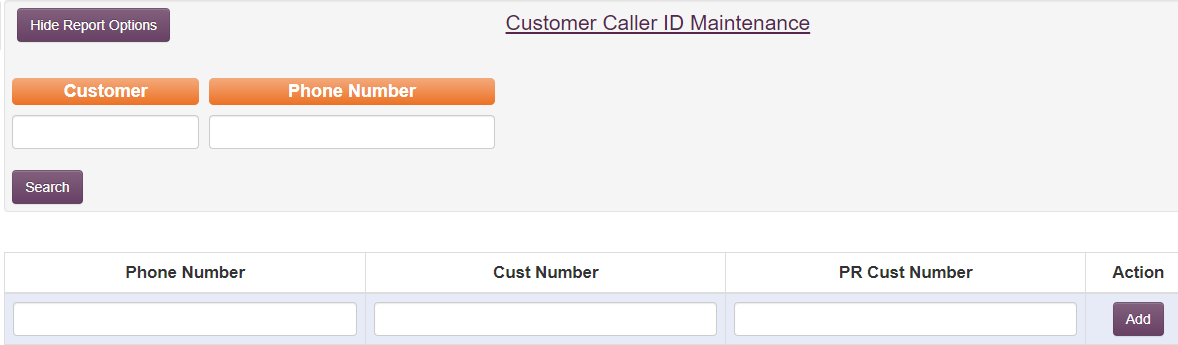 Hide Report Options
Customer Caller ID Maintenance
Customer Phone Number
Search
Phone Number Cust Number PR Cust Number Action
Add